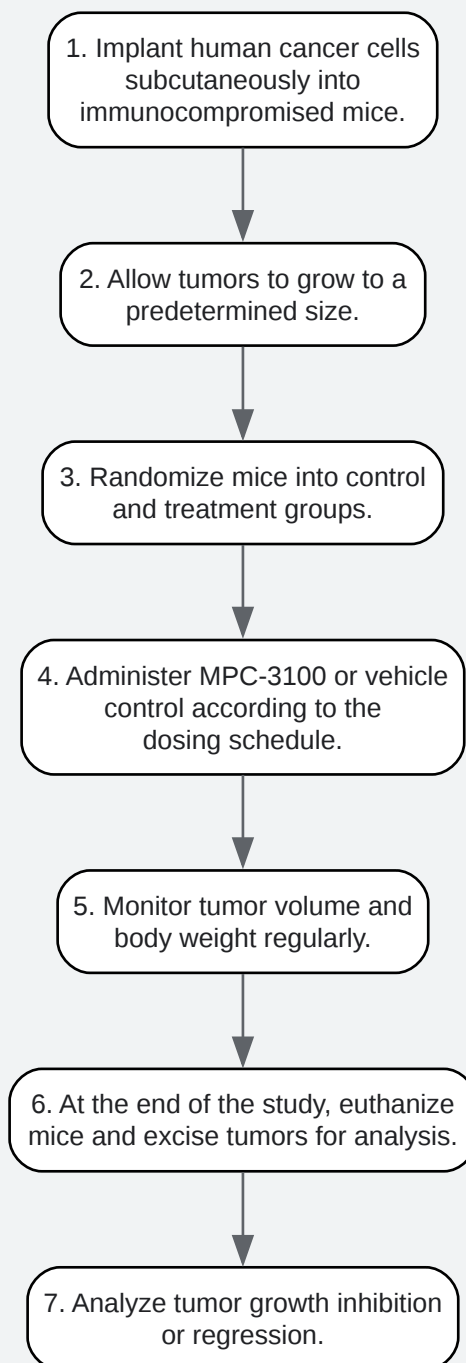 1. Implant human cancer cells
subcutaneously into
immunocompromised mice.
2. Allow tumors to grow to a
predetermined size.
3. Randomize mice into control
and treatment groups.
4. Administer MPC-3100 or vehicle
control according to the
dosing schedule.
5. Monitor tumor volume and
body weight regularly.
6. At the end of the study, euthanize
mice and excise tumors for analysis.
7. Analyze tumor growth inhibition
or regression.